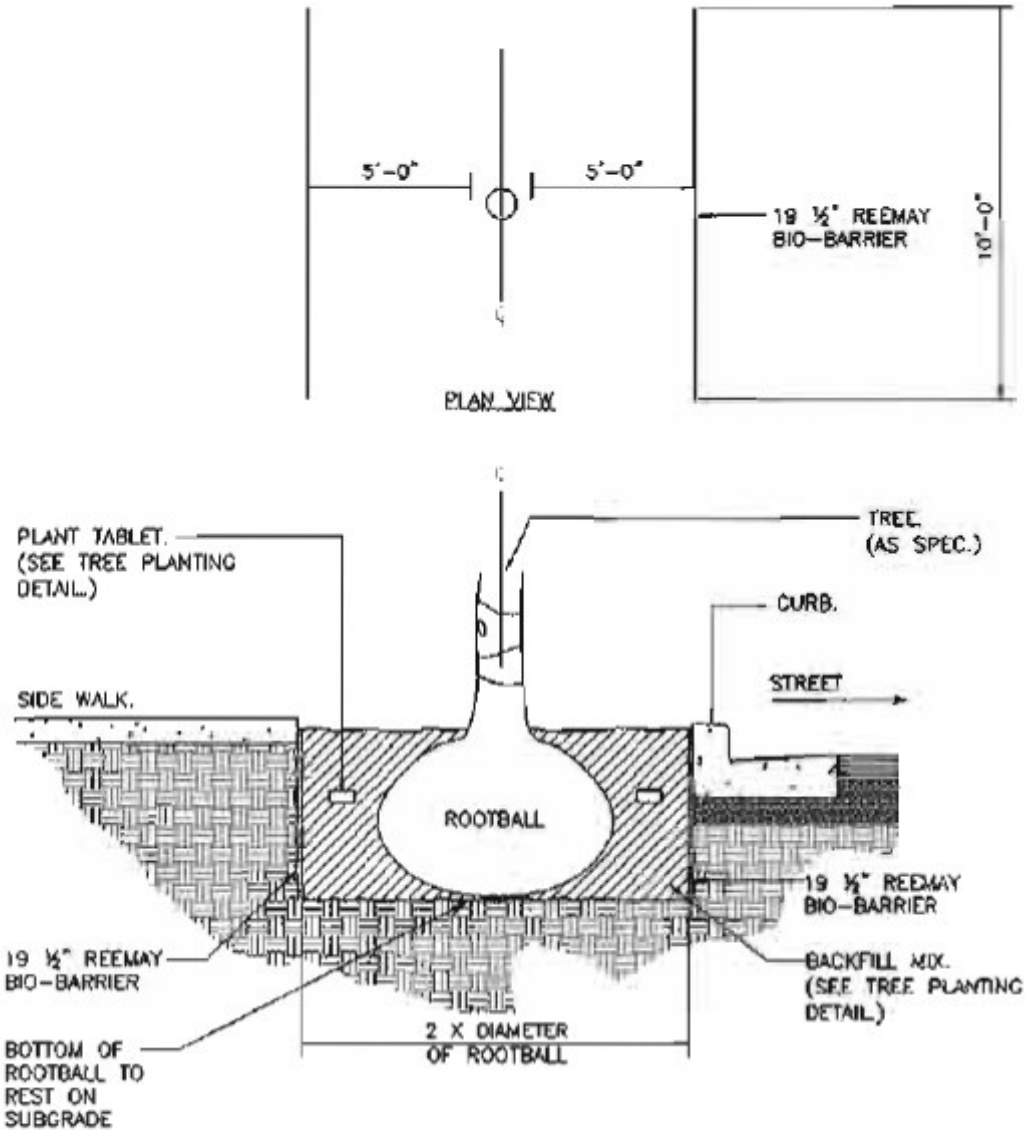 5'-0"
5'-0"
19 ½" REEMAY
BIO-BARRIER
10'-0"
PLAN VIEW
PLANT TABLET.
(SEE TREE PLANTING
DETAIL.)
TREE.
(AS SPEC.)
CURB.
SIDE WALK.
STREET
ROOTBALL
19 ½" REEMAY
BIO-BARRIER
19 ½" REEMAY
BIO-BARRIER
BACKFILL MIX.
(SEE TREE PLANTING
DETAIL.)
2 X DIAMETER
OF ROOTBALL
BOTTOM OF
ROOTBALL TO
REST ON
SUBGRADE